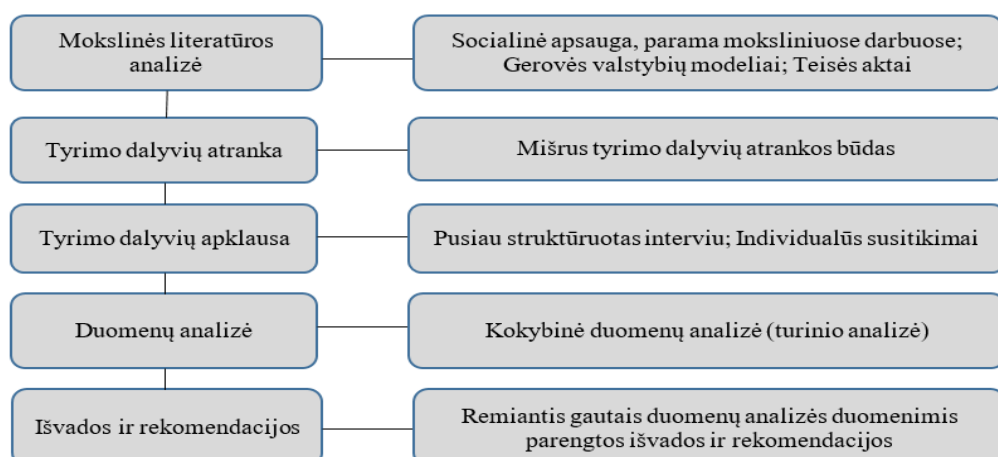 Mokslinės literatūros
analizė
Socialinė apsauga, parama moksliniuose darbuose;
Gerovės valstybių modeliai; Teisės aktai
Tyrimo dalyvių atranka
Mišrus tyrimo dalyvių atrankos būdas
Tyrimo dalyvių apklausa
Pusiau struktūruotas interviu; Individualūs susitikimai
Duomenų analizė
Kokybinė duomenų analizė (turinio analizė)
Išvados ir rekomendacijos
Remiantis gautais duomenų analizės duomenimis
parengtos išvados ir rekomendacijos